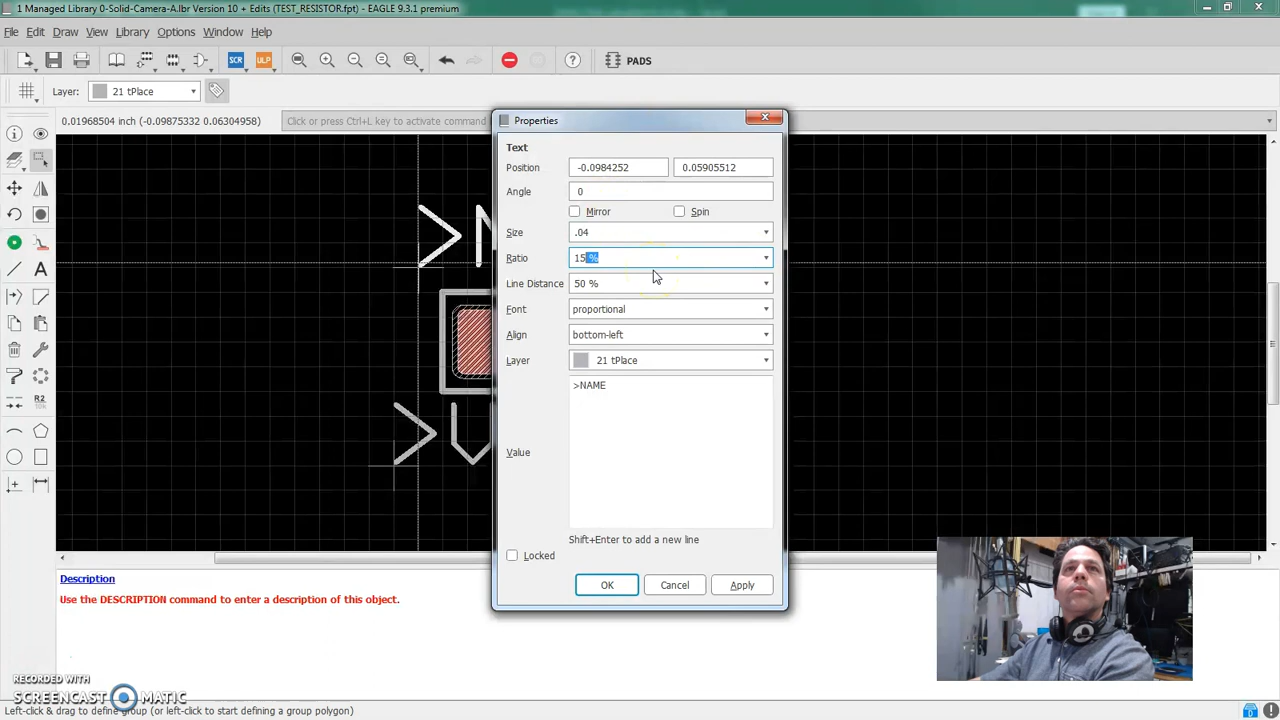 1 Managed Library 0-Solid-Camera-A.lbr Version 10 + Edits (TEST_RESISTOR.fpt) - EAGLE 9.3.1 premium
File Edit Draw View Library Options Window Help
SCR ULP PADS
Layer: 21 tPlace
0.01968504 inch (-0.09875332 0.06304958) Click or press Ctrl+L key to activate command
Properties
Text
Position -0.0984252 0.05905512
Angle 0
Mirror Spin
Size .04
Ratio 15 %
Line Distance 50 %
Font proportional
Align bottom-left
Layer 21 tPlace
>NAME
Value
Shift+Enter to add a new line
Locked
OK Cancel Apply
>N
>V
R2
10k
Description
Use the DESCRIPTION command to enter a description of this object.
RECORDED WITH
SCREENCAST MATIC
Left-click & drag to define group (or left-click to start defining a group polygon)